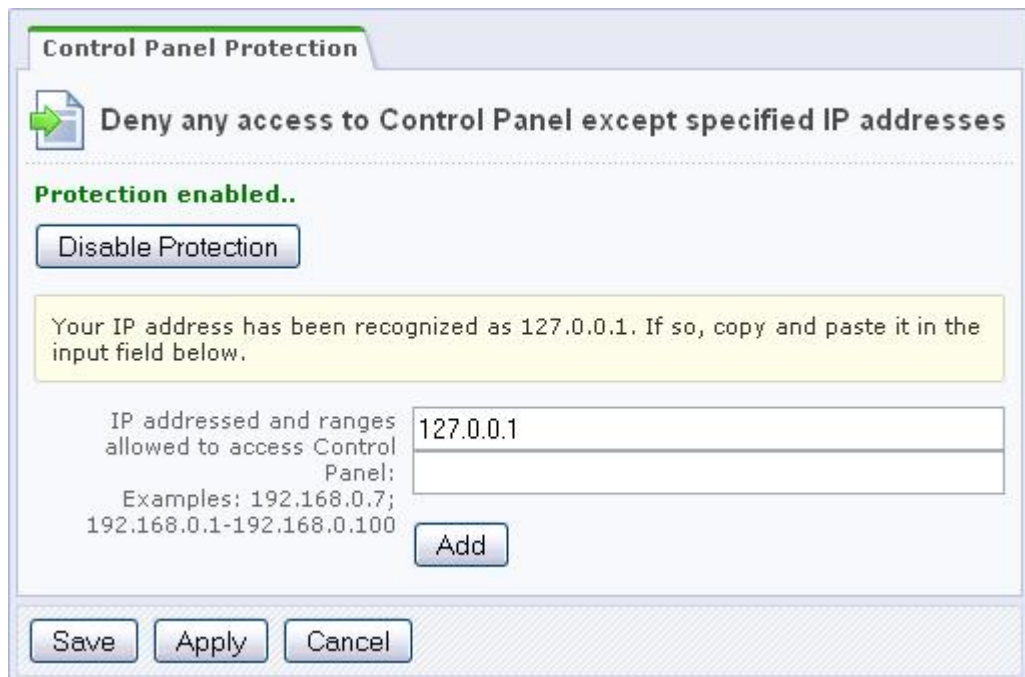 Control Panel Protection
Deny any access to Control Panel except specified IP addresses
Protection enabled..
Disable Protection
Your IP address has been recognized as 127.0.0.1. If so, copy and paste it in the
input field below.
IP addressed and ranges
allowed to access Control
Panel:
Examples: 192.168.0.7;
192.168.0.1-192.168.0.100
127.0.0.1
Add
Save
Apply
Cancel